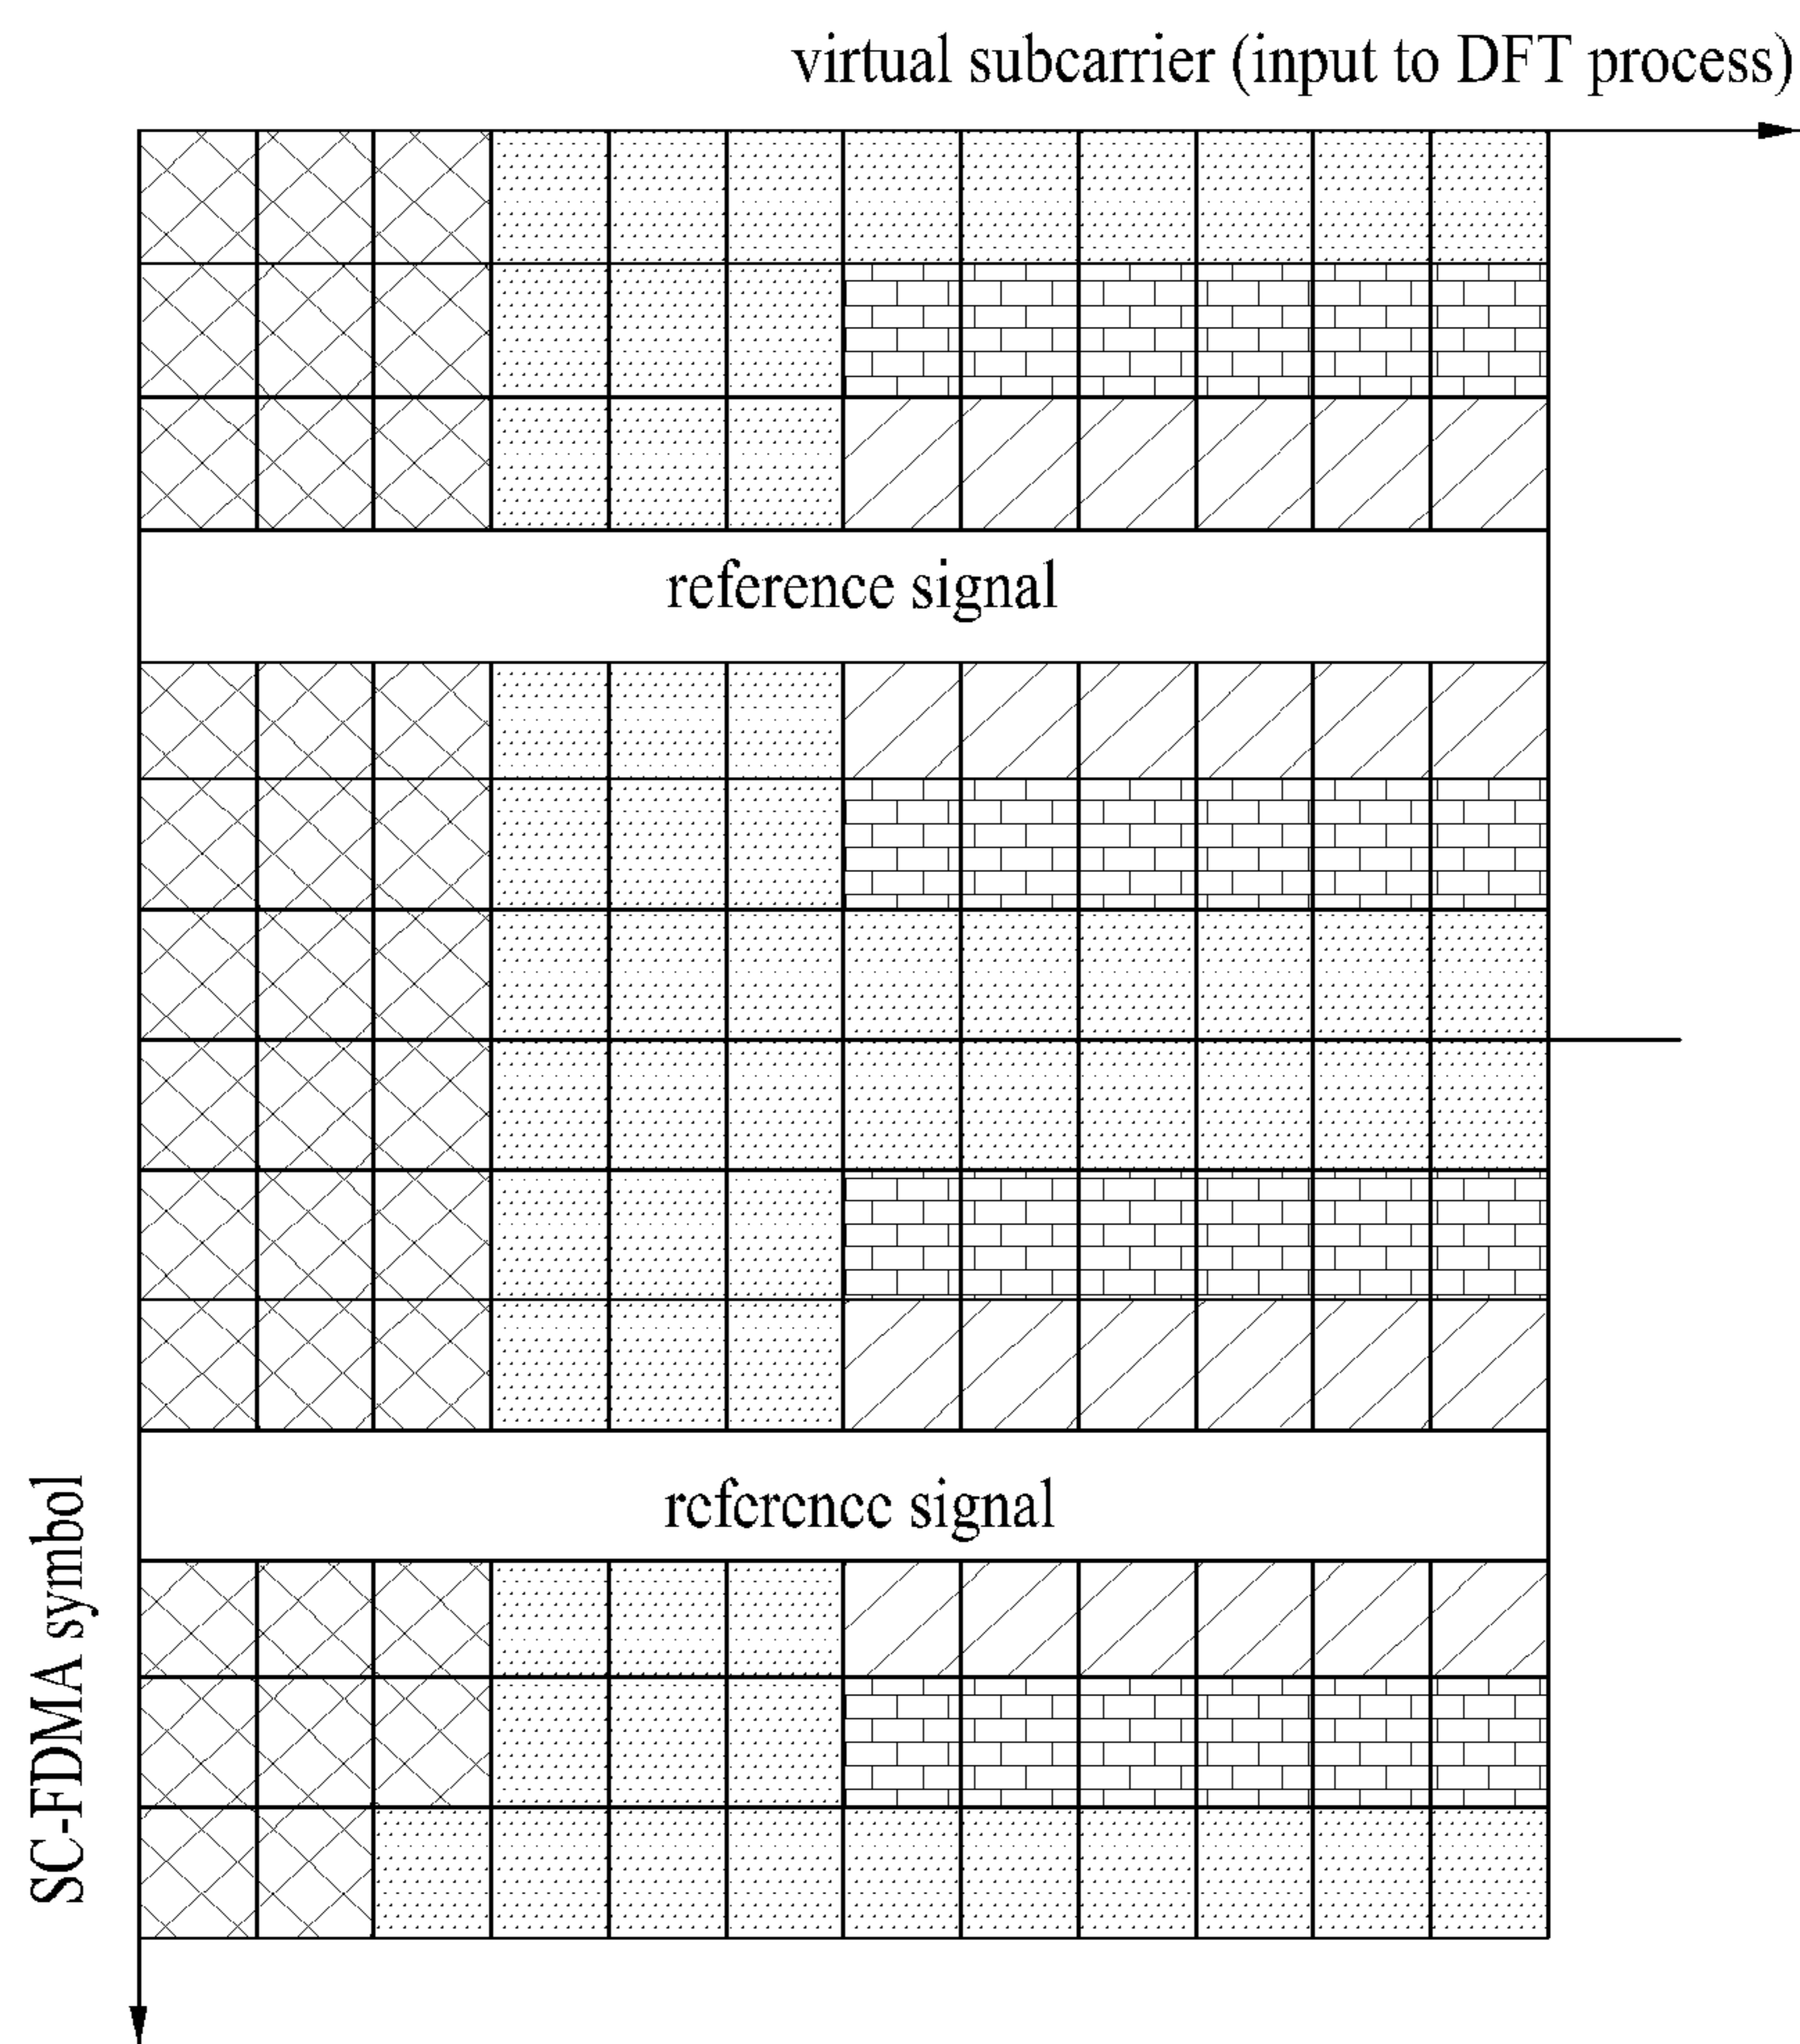 virtual subcarrier (input to DFT process)
reference signal
reference signal
SC-FDMA symbol